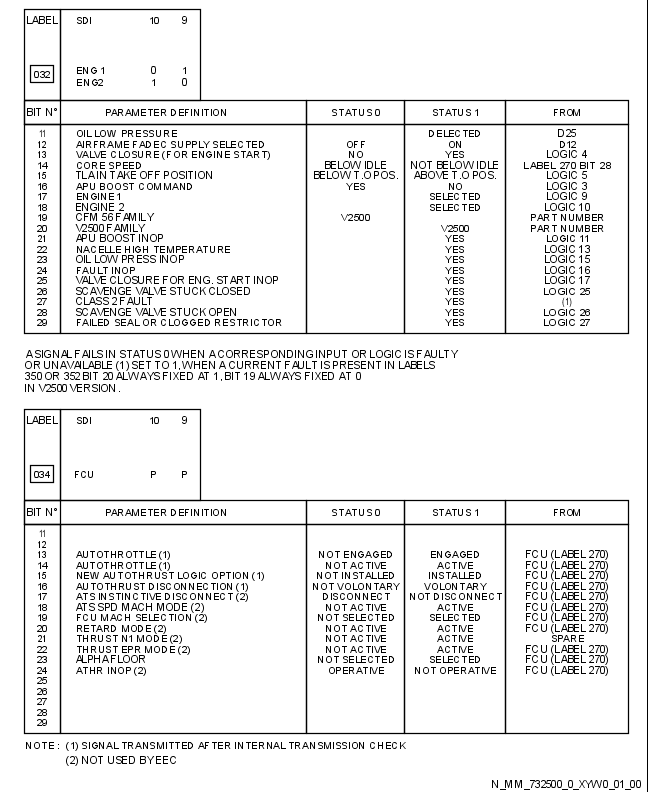 LABEL SDI 10 9
032 ENG 1 0 1
ENG2 1 0
BIT N° PARAMETER DEFINITION STATUS 0 STATUS 1 FROM
11 OIL LOW PRESSURE DELECTED D25
12 AIRFRAME FADEC SUPPLY SELECTED OFF ON D12
13 VALVE CLOSURE (FOR ENGINE START) NO YES LOGIC 4
14 CORE SPEED BELOW IDLE NOT BELOW IDLE LABEL 270 BIT 28
15 TLAIN TAKE OFF POSITION BELOW T.O POS. ABOVE T.O POS. LOGIC 5
16 APU BOOST COMMAND YES NO LOGIC 3
17 ENGINE 1 SELECTED LOGIC 9
18 ENGINE 2 SELECTED LOGIC 10
19 CFM 56 FAMILY V2500 PART NUMBER
20 V2500 FAMILY V2500 PART NUMBER
21 APU BOOST INOP YES LOGIC 11
22 NACELLE HIGH TEMPERATURE YES LOGIC 13
23 OIL LOW PRESS INOP YES LOGIC 15
24 FAULT INOP YES LOGIC 16
25 VALVE CLOSURE FOR ENG. START INOP YES LOGIC 17
26 SCAVENGE VALVE STUCK CLOSED YES LOGIC 25
27 CLASS 2 FAULT YES (1)
28 SCAVENGE VALVE STUCK OPEN YES LOGIC 26
29 FAILED SEAL OR CLOGGED RESTRICTOR YES LOGIC 27
A SIGNAL FAILS IN STATUS 0 WHEN A CORRESPONDING INPUT OR LOGIC IS FAULTY
OR UNAVAILABLE (1) SET TO 1, WHEN A CURRENT FAULT IS PRESENT IN LABELS
350 OR 352 BIT 20 ALWAYS FIXED AT 1, BIT 19 ALWAYS FIXED AT 0
IN V2500 VERSION.
LABEL SDI 10 9
034 FCU P P
BIT N° PARAMETER DEFINITION STATUS 0 STATUS 1 FROM
11
12
13 AUTOTHROTTLE (1) NOT ENGAGED ENGAGED FCU (LABEL 270)
14 AUTOTHROTTLE (1) NOT ACTIVE ACTIVE FCU (LABEL 270)
15 NEW AUTOTHRUST LOGIC OPTION (1) NOT INSTALLED INSTALLED FCU (LABEL 270)
16 AUTOTHRUST DISCONNECTION (1) NOT VOLONTARY VOLONTARY FCU (LABEL 270)
17 ATS INSTINCTIVE DISCONNECT (2) DISCONNECT NOT DISCONNECT FCU (LABEL 270)
18 ATS SPD MACH MODE (2) NOT ACTIVE ACTIVE FCU (LABEL 270)
19 FCU MACH SELECTION (2) NOT SELECTED SELECTED FCU (LABEL 270)
20 RETARD MODE (2) NOT ACTIVE ACTIVE FCU (LABEL 270)
21 THRUST N1 MODE (2) NOT ACTIVE ACTIVE SPARE
22 THRUST EPR MODE (2) NOT ACTIVE ACTIVE FCU (LABEL 270)
23 ALPHA FLOOR NOT SELECTED SELECTED FCU (LABEL 270)
24 ATHR INOP (2) OPERATIVE NOT OPERATIVE FCU (LABEL 270)
25
26
27
28
29
NOTE : (1) SIGNAL TRANSMITTED AFTER INTERNAL TRANSMISSION CHECK
(2) NOT USED BY EEC
N_MM_732500_0_XYW0_01_00